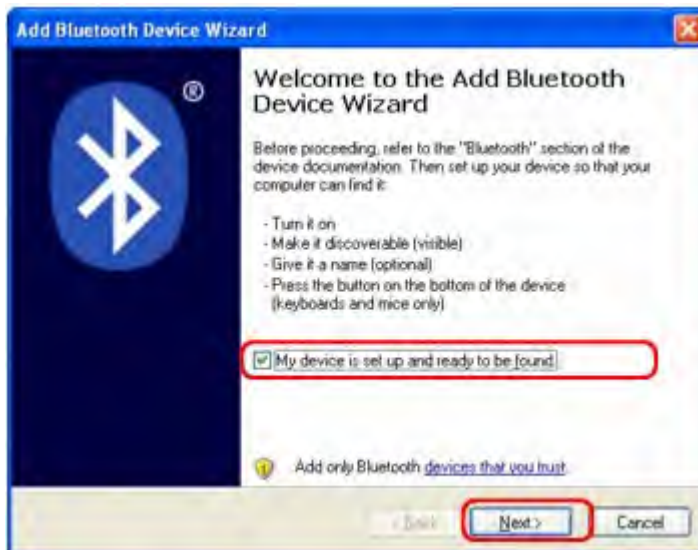 Add Bluetooth Device Wizard
®
Welcome to the Add Bluetooth
Device Wizard
Before proceeding, refer to the "Bluetooth" section of the
device documentation. Then set up your device so that your
computer can find it:
- Turn it on
- Make it discoverable (visible)
- Give it a name (optional)
- Press the button on the bottom of the device
(keyboards and mice only)
My device is set up and ready to be found.
Add only Bluetooth devices that you trust.
< Back Next > Cancel